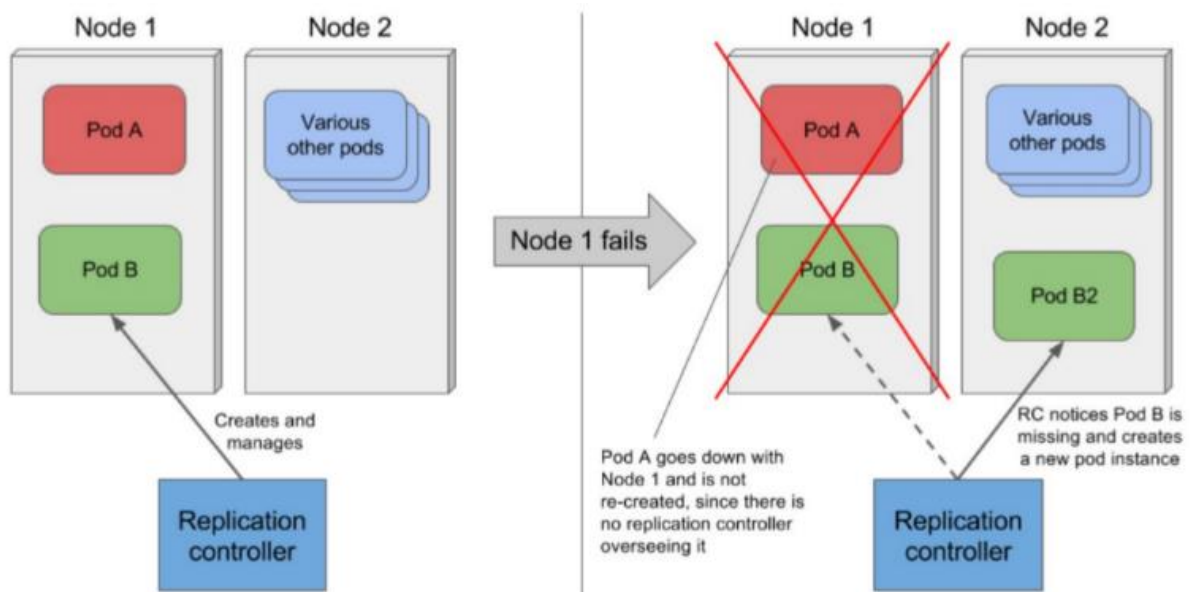 Node 1
Node 2
Pod A
Various
other pods
Pod B
Creates and
manages
Replication
controller
Node 1 fails
Node 1
Node 2
Pod A
Various
other pods
Pod B
Pod B2
Pod A goes down with
Node 1 and is not
re-created, since there is
no replication controller
overseeing it
RC notices Pod B is
missing and creates
a new pod instance
Replication
controller